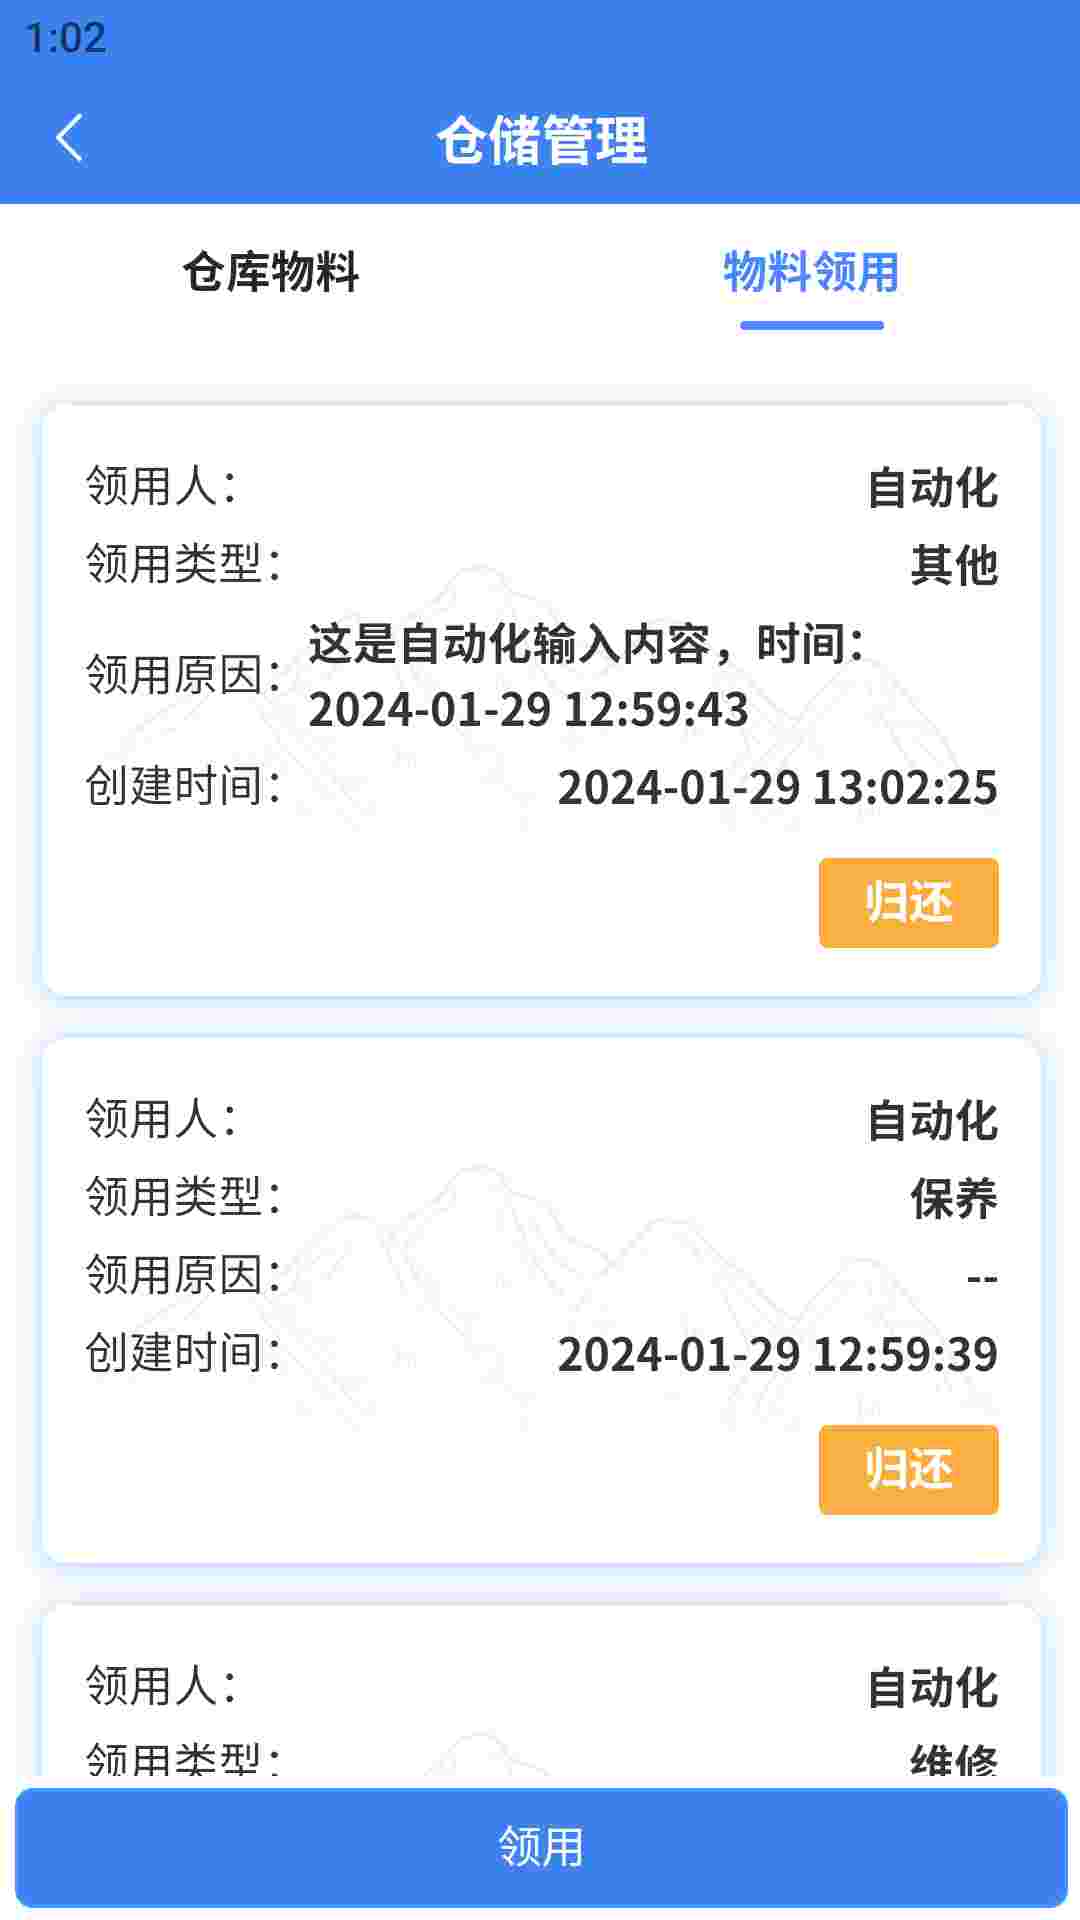 1:02
仓储管理
仓库物料
物料领用
领用人：
自动化
领用类型：
其他
领用原因：
这是自动化输入内容，时间：
2024-01-29 12:59:43
创建时间：
2024-01-29 13:02:25
归还
领用人：
自动化
领用类型：
保养
领用原因：
--
创建时间：
2024-01-29 12:59:39
归还
领用人：
自动化
领用类型：
维修
领用